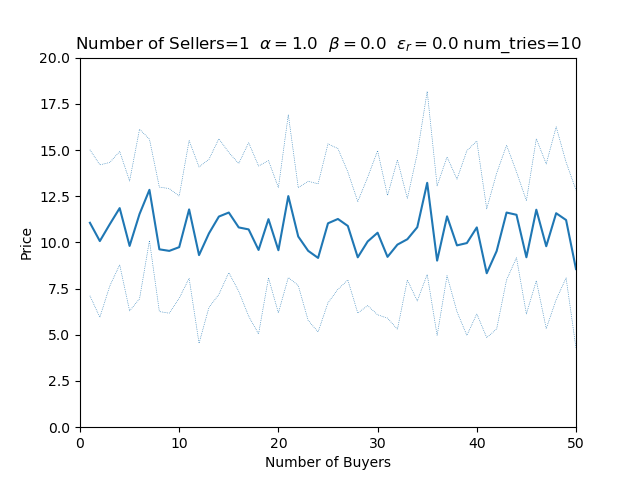 Number of Sellers=1 α = 1.0 β = 0.0 ε_r = 0.0 num_tries=10
20.0
17.5
15.0
12.5
10.0
7.5
5.0
2.5
0.0
Price
0 10 20 30 40 50
Number of Buyers